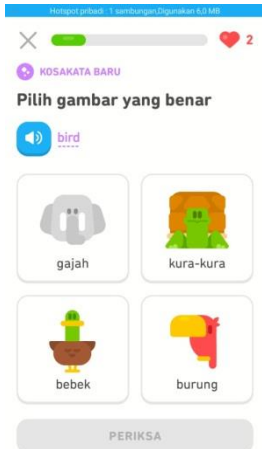 Hotspot pribadi : 1 sambungan,Digunakan 6,0 MB
2
KOSAKATA BARU
Pilih gambar yang benar
bird
gajah
kura-kura
bebek
burung
PERIKSA